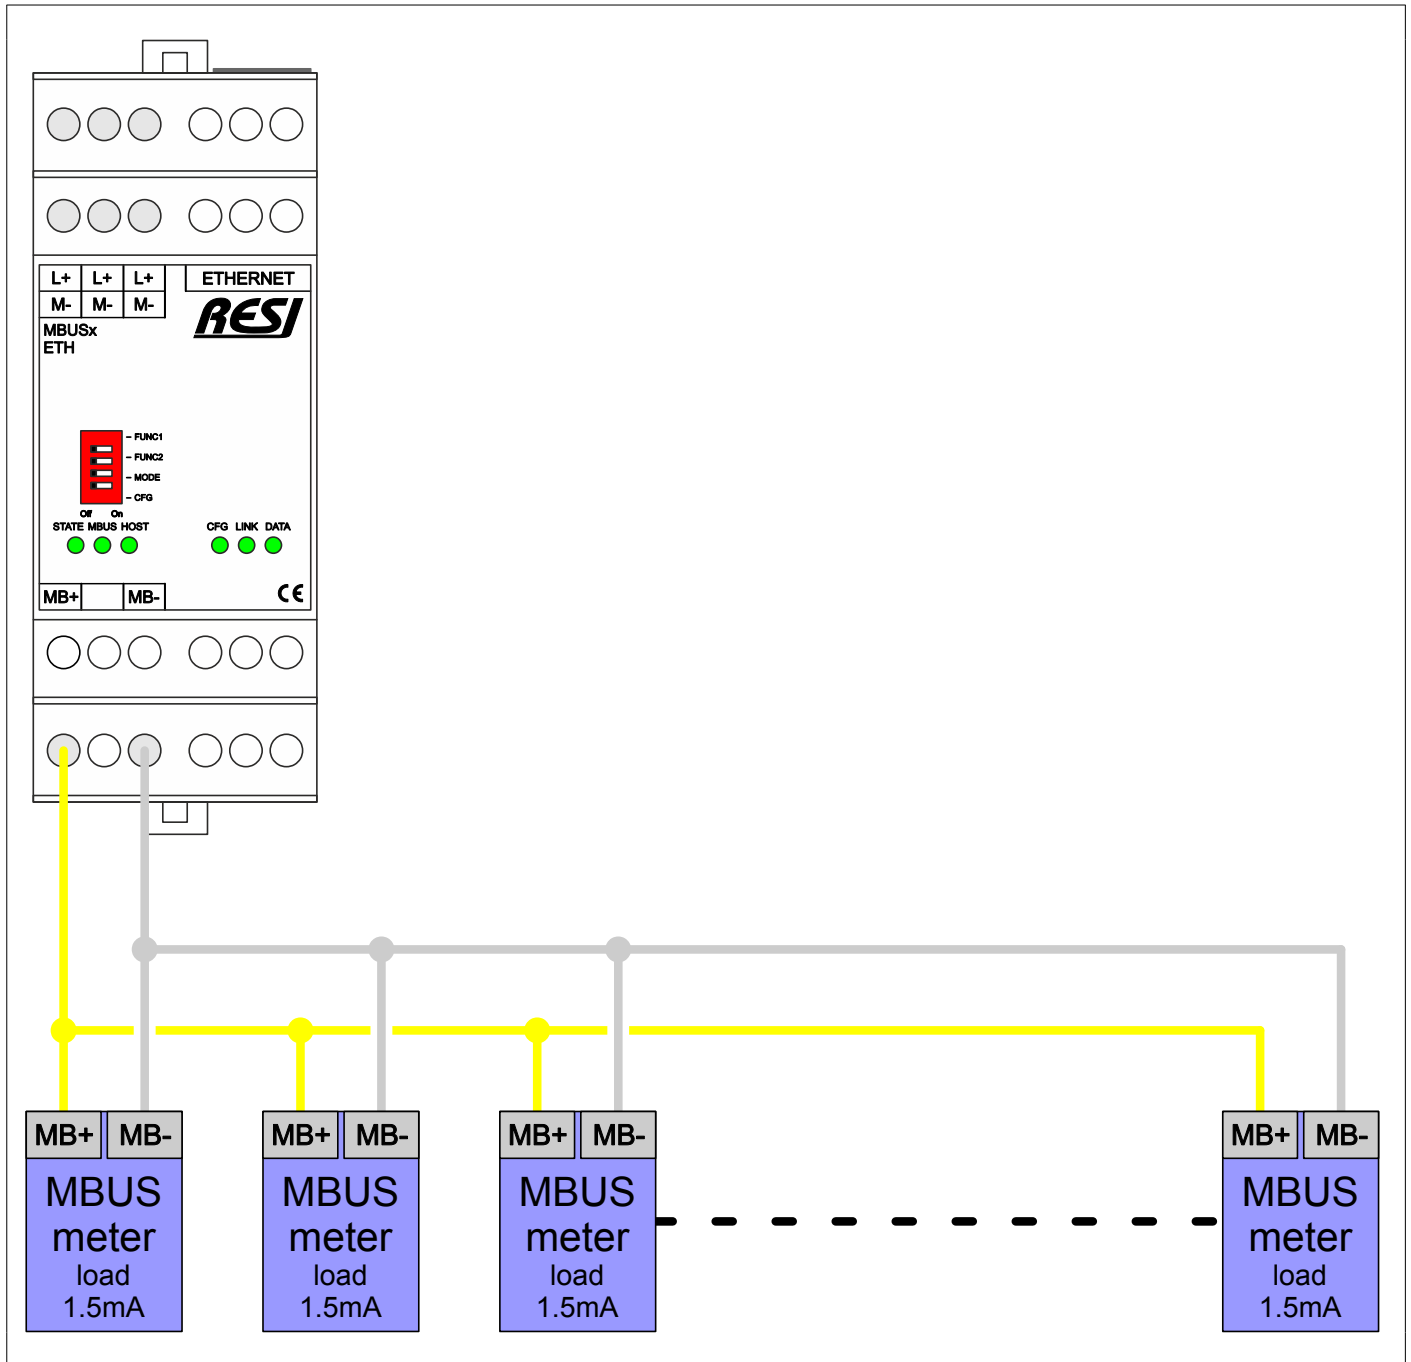 L+ L+ L+ ETHERNET
M- M- M- RESI
MBUSx
ETH
FUNC1
FUNC2
MODE
CFG
Off On
STATE MBUS HOST CFG LINK DATA
MB+ MB- CE
MB+ MB- MB+ MB- MB+ MB- MB+ MB-
MBUS MBUS MBUS MBUS
meter meter meter meter
load load load load
1.5mA 1.5mA 1.5mA 1.5mA